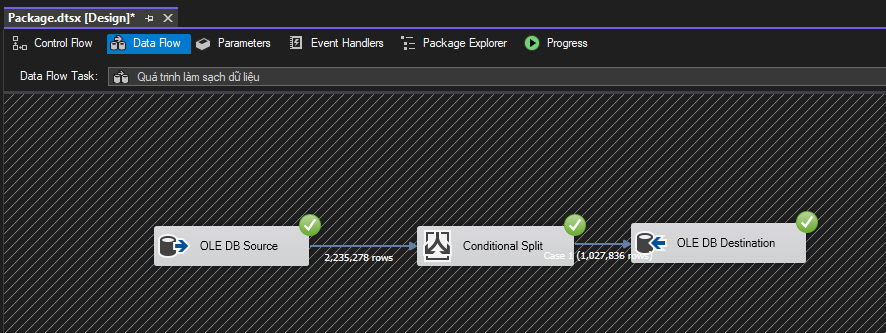 Package.dtsx [Design]*
Control Flow Data Flow Parameters Event Handlers Package Explorer Progress
Data Flow Task: Quá trình làm sạch dữ liệu
OLE DB Source Conditional Split OLE DB Destination
2,235,278 rows Case 1 (1,027,836 rows)